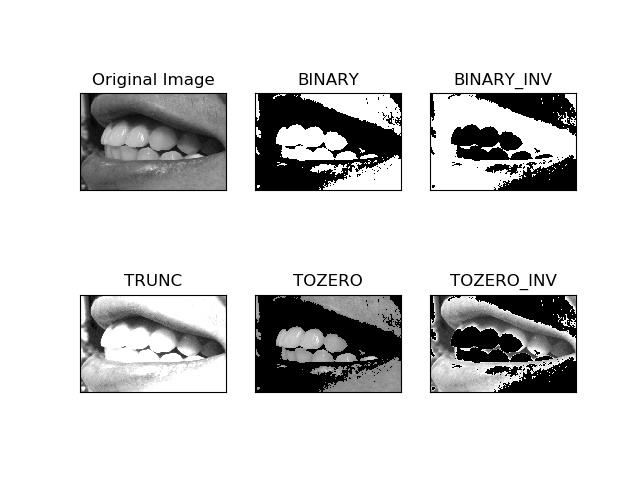 Original Image
BINARY
BINARY_INV
TRUNC
TOZERO
TOZERO_INV